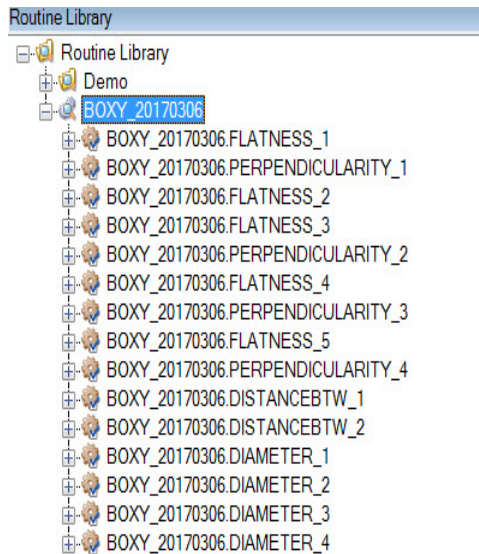 Routine Library
Routine Library
Demo
BOXY_20170306
BOXY_20170306.FLATNESS_1
BOXY_20170306.PERPENDICULARITY_1
BOXY_20170306.FLATNESS_2
BOXY_20170306.FLATNESS_3
BOXY_20170306.PERPENDICULARITY_2
BOXY_20170306.FLATNESS_4
BOXY_20170306.PERPENDICULARITY_3
BOXY_20170306.FLATNESS_5
BOXY_20170306.PERPENDICULARITY_4
BOXY_20170306.DISTANCEBTW_1
BOXY_20170306.DISTANCEBTW_2
BOXY_20170306.DIAMETER_1
BOXY_20170306.DIAMETER_2
BOXY_20170306.DIAMETER_3
BOXY_20170306.DIAMETER_4